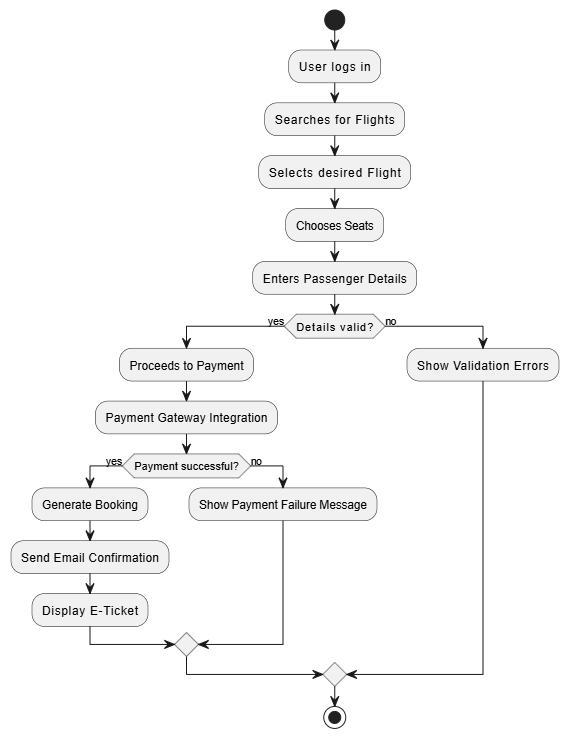 User logs in
Searches for Flights
Selects desired Flight
Chooses Seats
Enters Passenger Details
yes
Details valid?
no
Proceeds to Payment
Show Validation Errors
Payment Gateway Integration
yes
Payment successful?
no
Generate Booking
Show Payment Failure Message
Send Email Confirmation
Display E-Ticket